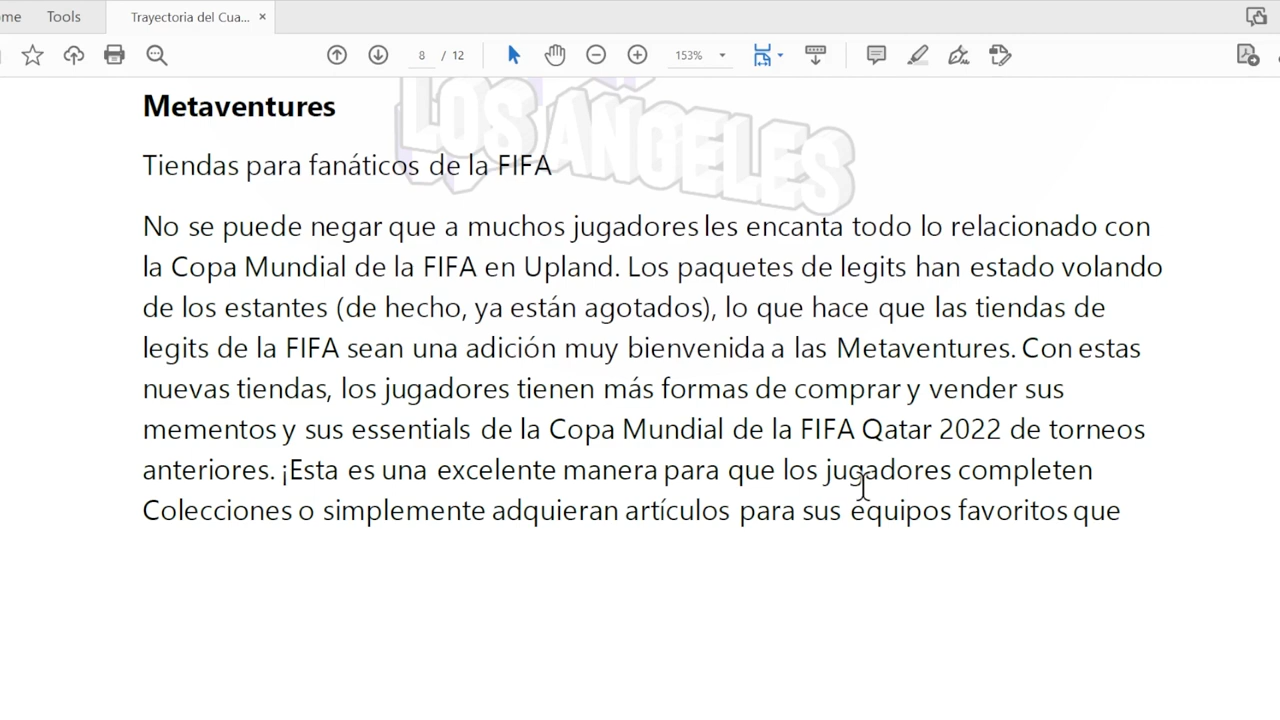 ome Tools Trayectoria del Cua... ×
8 / 12 153%
LOS ANGELES
Metaventures
Tiendas para fanáticos de la FIFA
No se puede negar que a muchos jugadores les encanta todo lo relacionado con
la Copa Mundial de la FIFA en Upland. Los paquetes de legits han estado volando
de los estantes (de hecho, ya están agotados), lo que hace que las tiendas de
legits de la FIFA sean una adición muy bienvenida a las Metaventures. Con estas
nuevas tiendas, los jugadores tienen más formas de comprar y vender sus
mementos y sus essentials de la Copa Mundial de la FIFA Qatar 2022 de torneos
anteriores. ¡Esta es una excelente manera para que los jugadores completen
Colecciones o simplemente adquieran artículos para sus equipos favoritos que